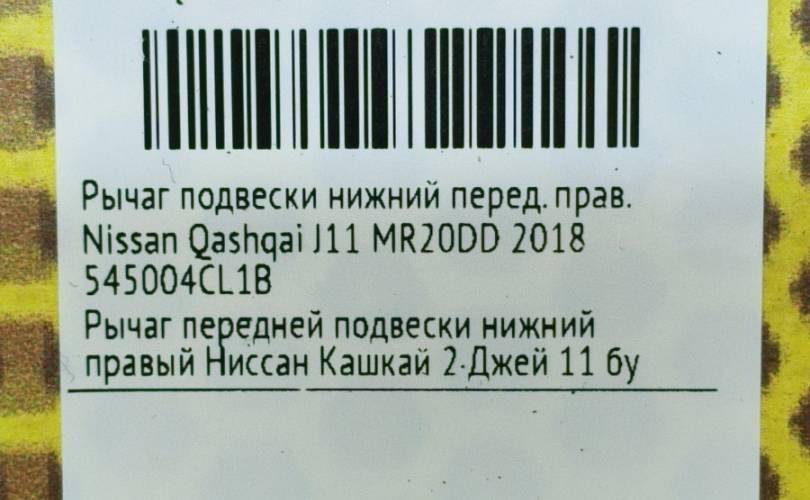 Рычаг подвески нижний перед. прав.
Nissan Qashqai J11 MR20DD 2018
545004CL1B
Рычаг передней подвески нижний
правый Ниссан Кашкай 2-Джей 11 бу